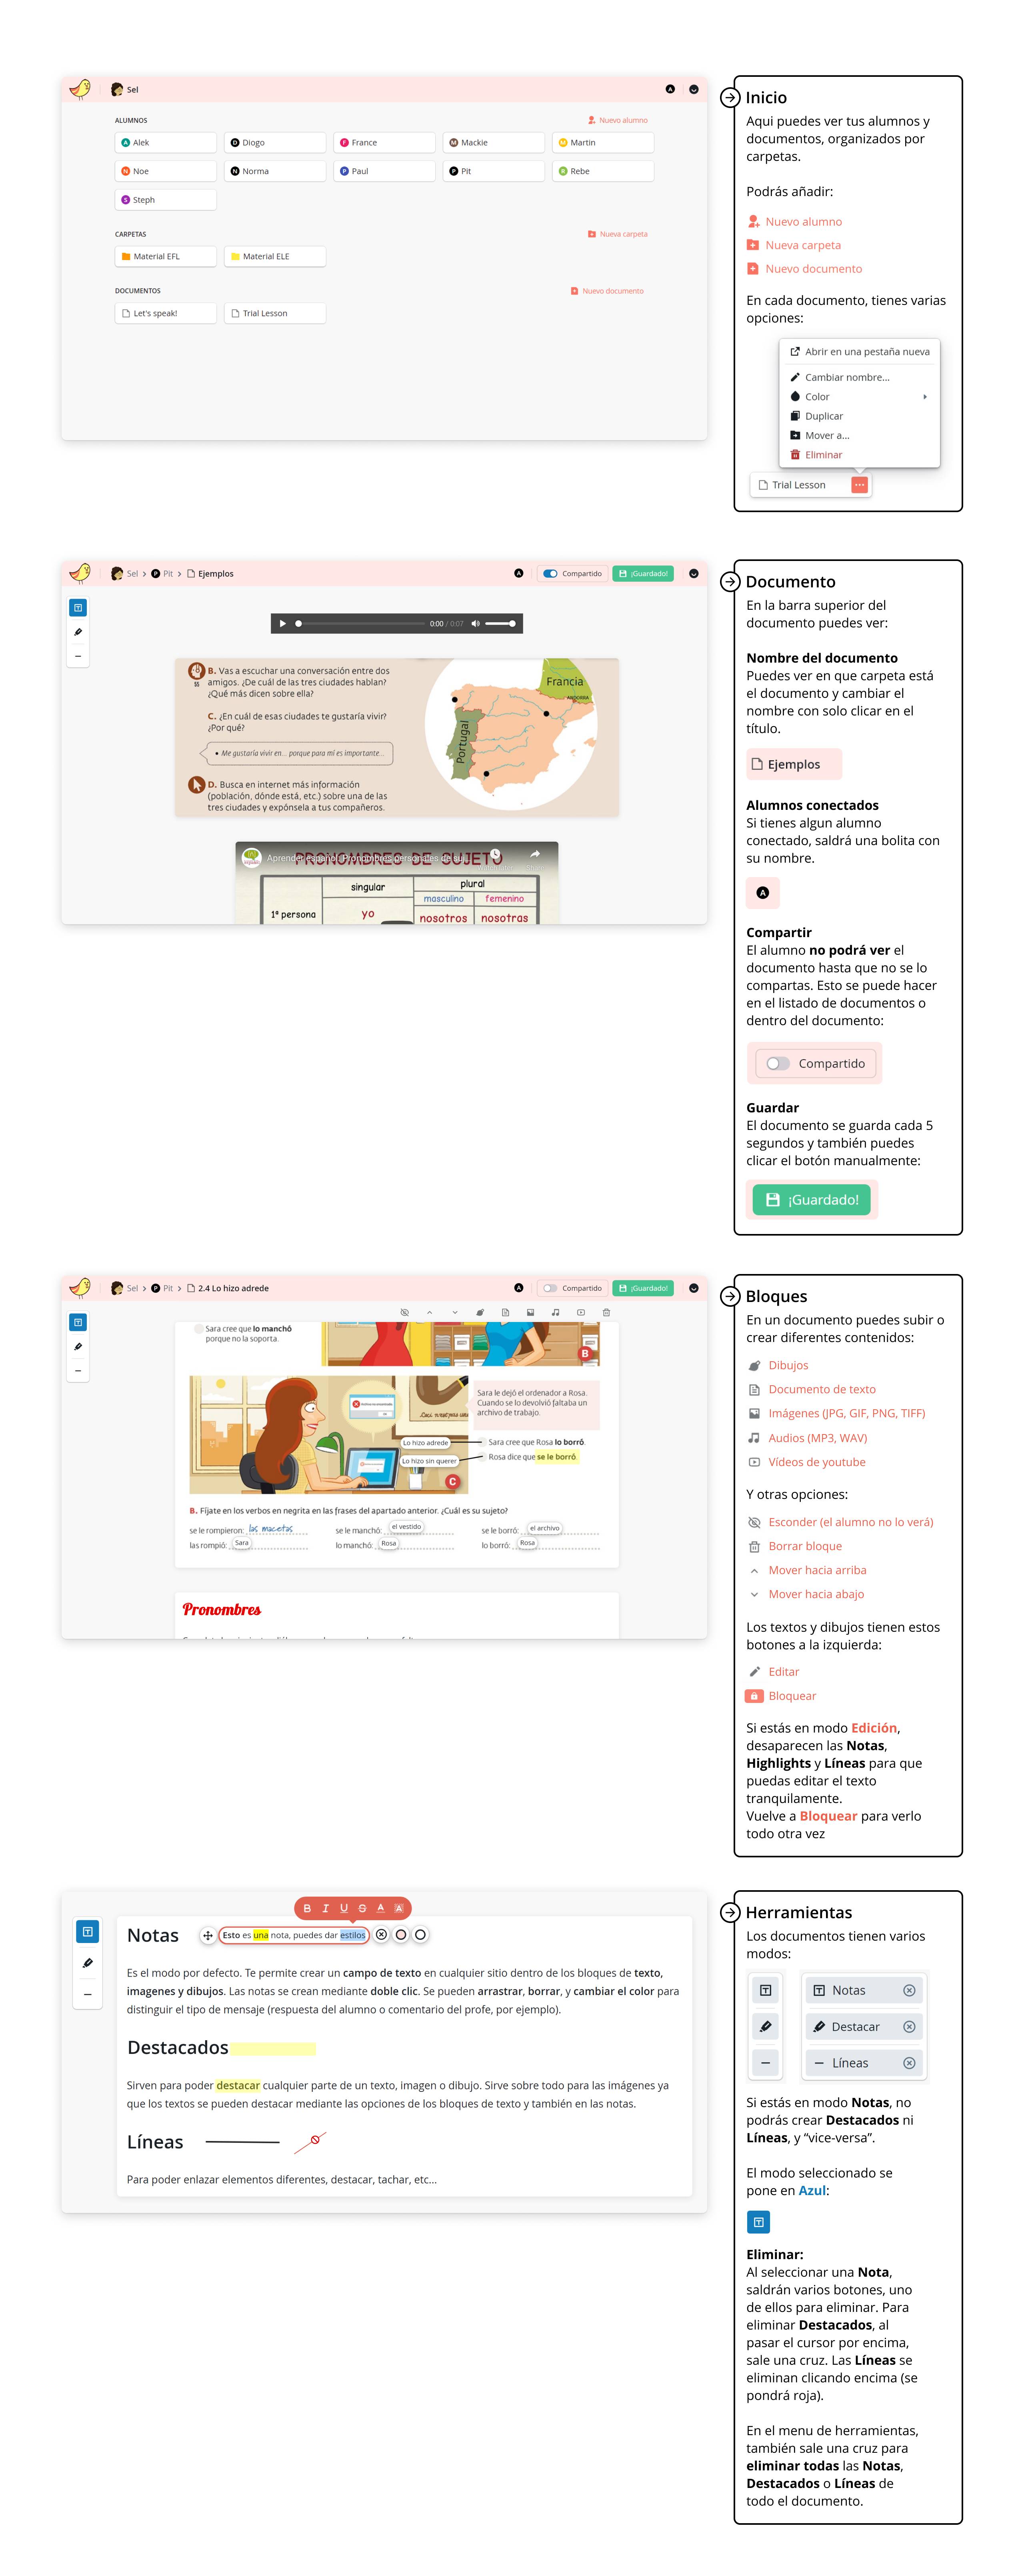 Sel
A
ALUMNOS
Nuevo alumno
A Alek
D Diogo
F France
M Mackie
M Martin
N Noe
N Norma
P Paul
P Pit
R Rebe
S Steph
CARPETAS
Nueva carpeta
Material EFL
Material ELE
DOCUMENTOS
Nuevo documento
Let's speak!
Trial Lesson
Inicio
Aqui puedes ver tus alumnos y
documentos, organizados por
carpetas.
Podrás añadir:
Nuevo alumno
Nueva carpeta
Nuevo documento
En cada documento, tienes varias
opciones:
Abrir en una pestaña nueva
Cambiar nombre...
Color
Duplicar
Mover a...
Eliminar
Trial Lesson
Sel > P Pit > Ejemplos
A
Compartido
¡Guardado!
0:00 / 0:07
55
B. Vas a escuchar una conversación entre dos
amigos. ¿De cuál de las tres ciudades hablan?
¿Qué más dicen sobre ella?
C. ¿En cuál de esas ciudades te gustaría vivir?
¿Por qué?
• Me gustaría vivir en... porque para mí es importante...
D. Busca en internet más información
(población, dónde está, etc.) sobre una de las
tres ciudades y expónsela a tus compañeros.
Francia
ANDORRA
Portugal
Aprender español: Pronombres personales de suj...
PRONOMBRES DE SUJETO
singular
plural
masculino
femenino
1ª persona
yo
nosotros
nosotras
Documento
En la barra superior del
documento puedes ver:
Nombre del documento
Puedes ver en que carpeta está
el documento y cambiar el
nombre con solo clicar en el
título.
Ejemplos
Alumnos conectados
Si tienes algun alumno
conectado, saldrá una bolita con
su nombre.
A
Compartir
El alumno no podrá ver el
documento hasta que no se lo
compartas. Esto se puede hacer
en el listado de documentos o
dentro del documento:
Compartido
Guardar
El documento se guarda cada 5
segundos y también puedes
clicar el botón manualmente:
¡Guardado!
Sel > P Pit > 2.4 Lo hizo adrede
A
Compartido
¡Guardado!
Sara cree que lo manchó
porque no la soporta.
B
Sara le dejó el ordenador a Rosa.
Cuando se lo devolvió faltaba un
archivo de trabajo.
Lo hizo adrede
Sara cree que Rosa lo borró.
Lo hizo sin querer
Rosa dice que se le borró.
C
B. Fíjate en los verbos en negrita en las frases del apartado anterior. ¿Cuál es su sujeto?
se le rompieron: las macetas
se le manchó: el vestido
se le borró: el archivo
las rompió: Sara
lo manchó: Rosa
lo borró: Rosa
Pronombres
Bloques
En un documento puedes subir o
crear diferentes contenidos:
Dibujos
Documento de texto
Imágenes (JPG, GIF, PNG, TIFF)
Audios (MP3, WAV)
Vídeos de youtube
Y otras opciones:
Esconder (el alumno no lo verá)
Borrar bloque
Mover hacia arriba
Mover hacia abajo
Los textos y dibujos tienen estos
botones a la izquierda:
Editar
Bloquear
Si estás en modo Edición,
desaparecen las Notas,
Highlights y Líneas para que
puedas editar el texto
tranquilamente.
Vuelve a Bloquear para verlo
todo otra vez
B I U S A A
Notas
Esto es una nota, puedes dar estilos
Es el modo por defecto. Te permite crear un campo de texto en cualquier sitio dentro de los bloques de texto,
imagenes y dibujos. Las notas se crean mediante doble clic. Se pueden arrastrar, borrar, y cambiar el color para
distinguir el tipo de mensaje (respuesta del alumno o comentario del profe, por ejemplo).
Destacados
Sirven para poder destacar cualquier parte de un texto, imagen o dibujo. Sirve sobre todo para las imágenes ya
que los textos se pueden destacar mediante las opciones de los bloques de texto y también en las notas.
Líneas
Para poder enlazar elementos diferentes, destacar, tachar, etc...
Herramientas
Los documentos tienen varios
modos:
Notas
Destacar
Líneas
Si estás en modo Notas, no
podrás crear Destacados ni
Líneas, y “vice-versa”.
El modo seleccionado se
pone en Azul:
Eliminar:
Al seleccionar una Nota,
saldrán varios botones, uno
de ellos para eliminar. Para
eliminar Destacados, al
pasar el cursor por encima,
sale una cruz. Las Líneas se
eliminan clicando encima (se
pondrá roja).
En el menu de herramientas,
también sale una cruz para
eliminar todas las Notas,
Destacados o Líneas de
todo el documento.